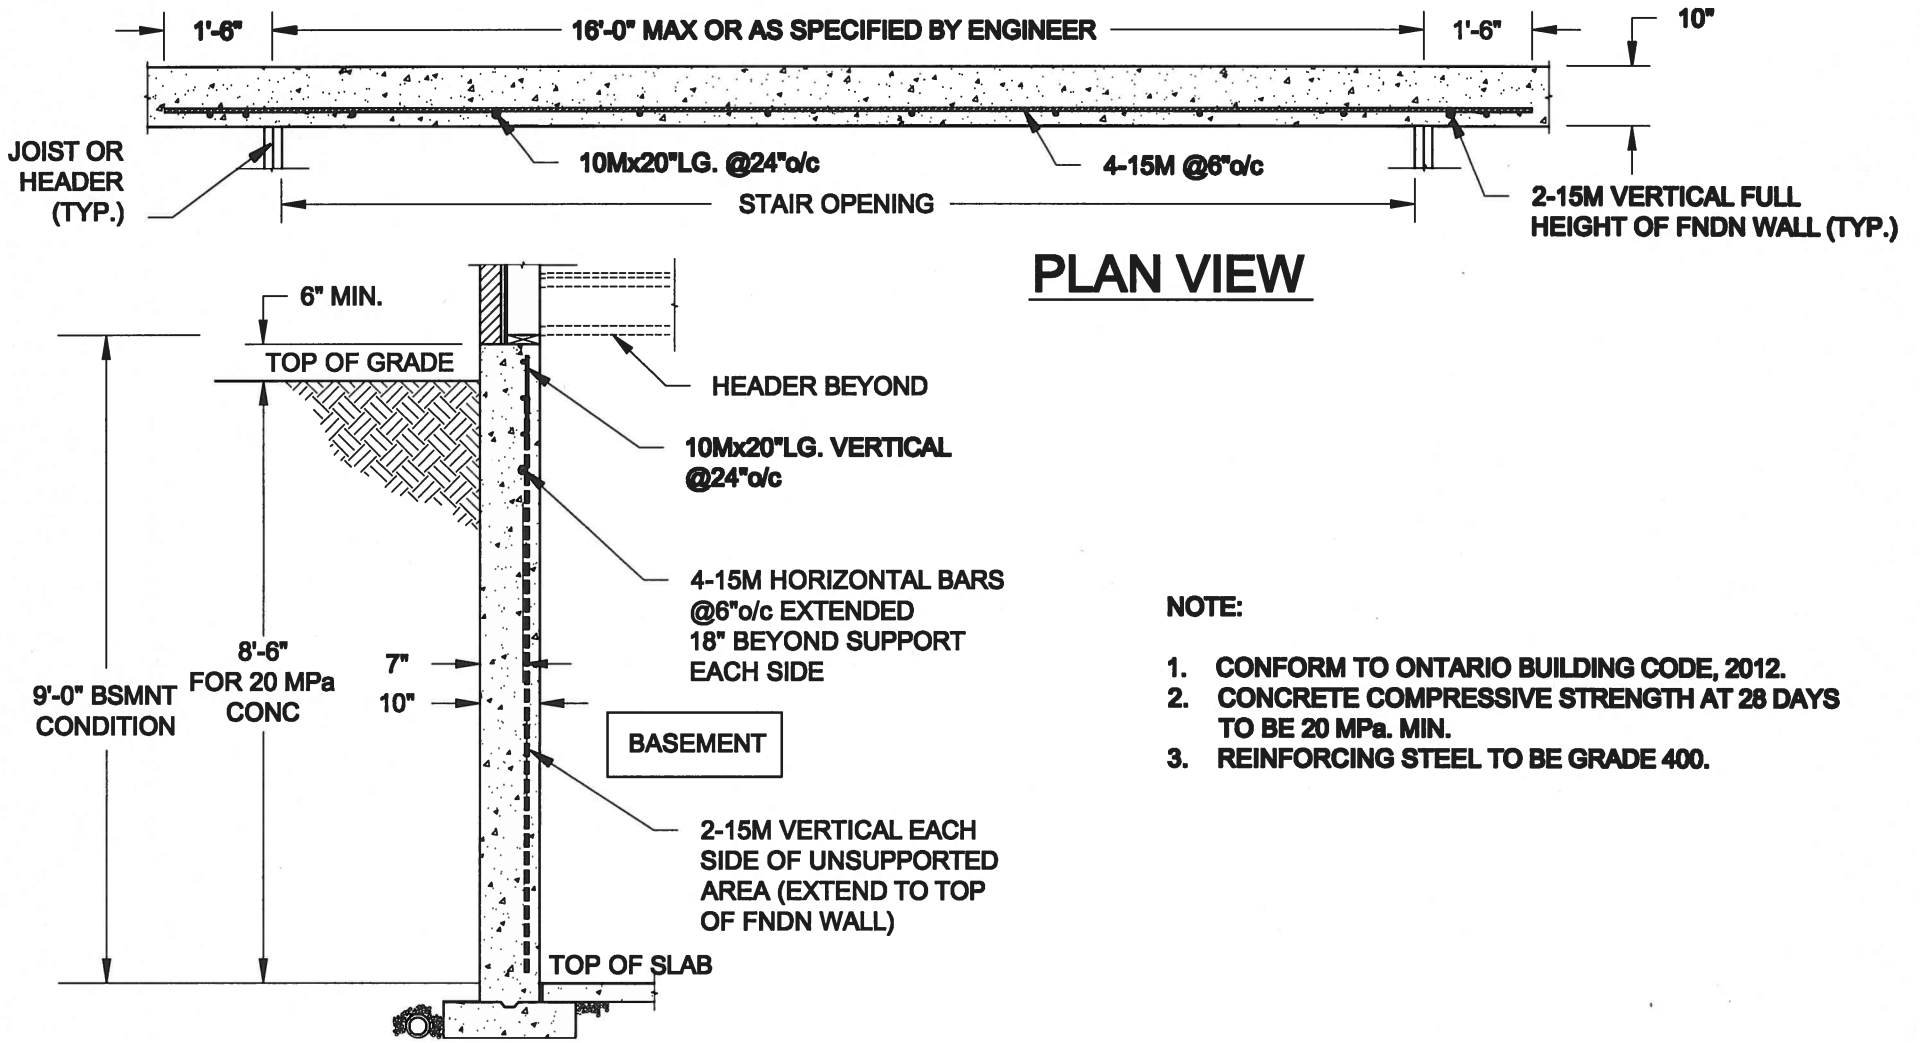 1'-6"
16'-0" MAX OR AS SPECIFIED BY ENGINEER
1'-6"
10"
JOIST OR
HEADER
(TYP.)
10Mx20"LG. @24"o/c
4-15M @6"o/c
STAIR OPENING
2-15M VERTICAL FULL
HEIGHT OF FNDN WALL (TYP.)
PLAN VIEW
6" MIN.
TOP OF GRADE
HEADER BEYOND
10Mx20"LG. VERTICAL
@24"o/c
4-15M HORIZONTAL BARS
@6"o/c EXTENDED
18" BEYOND SUPPORT
EACH SIDE
9'-0" BSMNT
CONDITION
8'-6"
FOR 20 MPa
CONC
7"
10"
BASEMENT
2-15M VERTICAL EACH
SIDE OF UNSUPPORTED
AREA (EXTEND TO TOP
OF FNDN WALL)
TOP OF SLAB
NOTE:
1. CONFORM TO ONTARIO BUILDING CODE, 2012.
2. CONCRETE COMPRESSIVE STRENGTH AT 28 DAYS
TO BE 20 MPa. MIN.
3. REINFORCING STEEL TO BE GRADE 400.